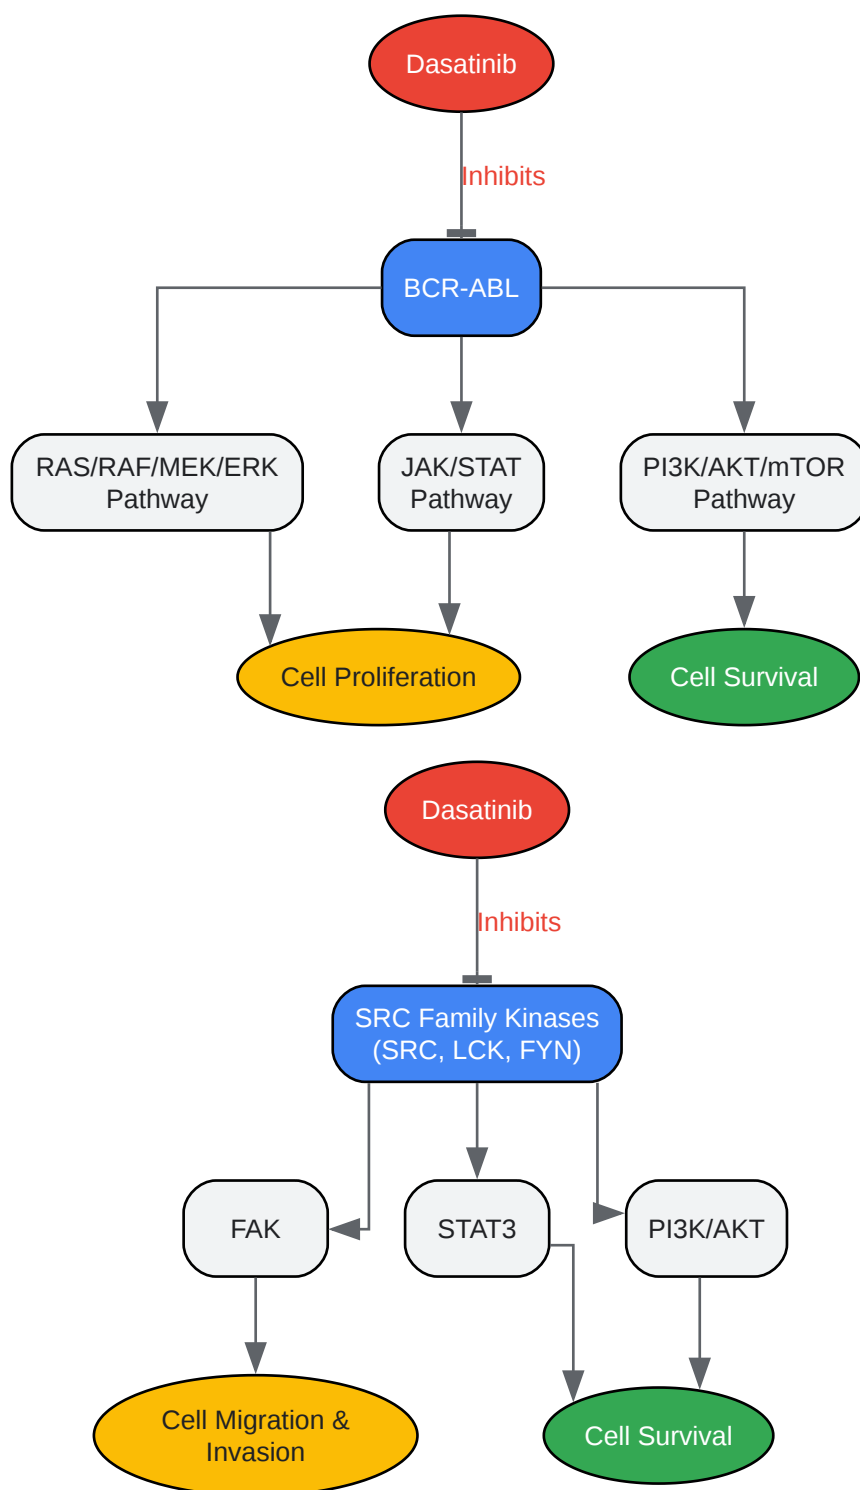 Dasatinib
Inhibits
BCR-ABL
RAS/RAF/MEK/ERK
Pathway
JAK/STAT
Pathway
PI3K/AKT/mTOR
Pathway
Cell Proliferation
Cell Survival
Dasatinib
Inhibits
SRC Family Kinases
(SRC, LCK, FYN)
FAK
STAT3
PI3K/AKT
Cell Migration &
Invasion
Cell Survival